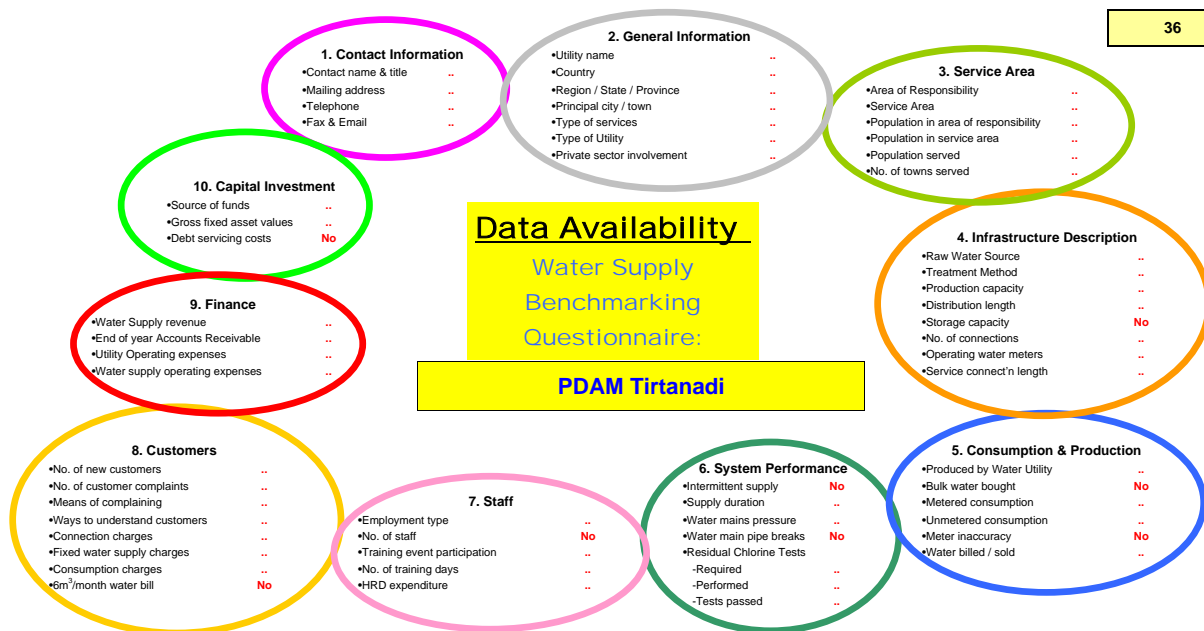 36
1. Contact Information
•Contact name & title ..
•Mailing address ..
•Telephone ..
•Fax & Email ..
2. General Information
•Utility name ..
•Country ..
•Region / State / Province ..
•Principal city / town ..
•Type of services ..
•Type of Utility ..
•Private sector involvement ..
3. Service Area
•Area of Responsibility ..
•Service Area ..
•Population in area of responsibility ..
•Population in service area ..
•Population served ..
•No. of towns served ..
10. Capital Investment
•Source of funds ..
•Gross fixed asset values ..
•Debt servicing costs No
Data Availability
Water Supply
Benchmarking
Questionnaire:
PDAM Tirtanadi
4. Infrastructure Description
•Raw Water Source ..
•Treatment Method ..
•Production capacity ..
•Distribution length ..
•Storage capacity No
•No. of connections ..
•Operating water meters ..
•Service connect'n length ..
9. Finance
•Water Supply revenue ..
•End of year Accounts Receivable ..
•Utility Operating expenses ..
•Water supply operating expenses ..
8. Customers
•No. of new customers ..
•No. of customer complaints ..
•Means of complaining ..
•Ways to understand customers ..
•Connection charges ..
•Fixed water supply charges ..
•Consumption charges ..
•6m³/month water bill No
7. Staff
•Employment type ..
•No. of staff No
•Training event participation ..
•No. of training days ..
•HRD expenditure ..
6. System Performance
•Intermittent supply No
•Supply duration ..
•Water mains pressure ..
•Water main pipe breaks No
•Residual Chlorine Tests
-Required ..
-Performed ..
-Tests passed ..
5. Consumption & Production
•Produced by Water Utility ..
•Bulk water bought No
•Metered consumption ..
•Unmetered consumption ..
•Meter inaccuracy No
•Water billed / sold ..